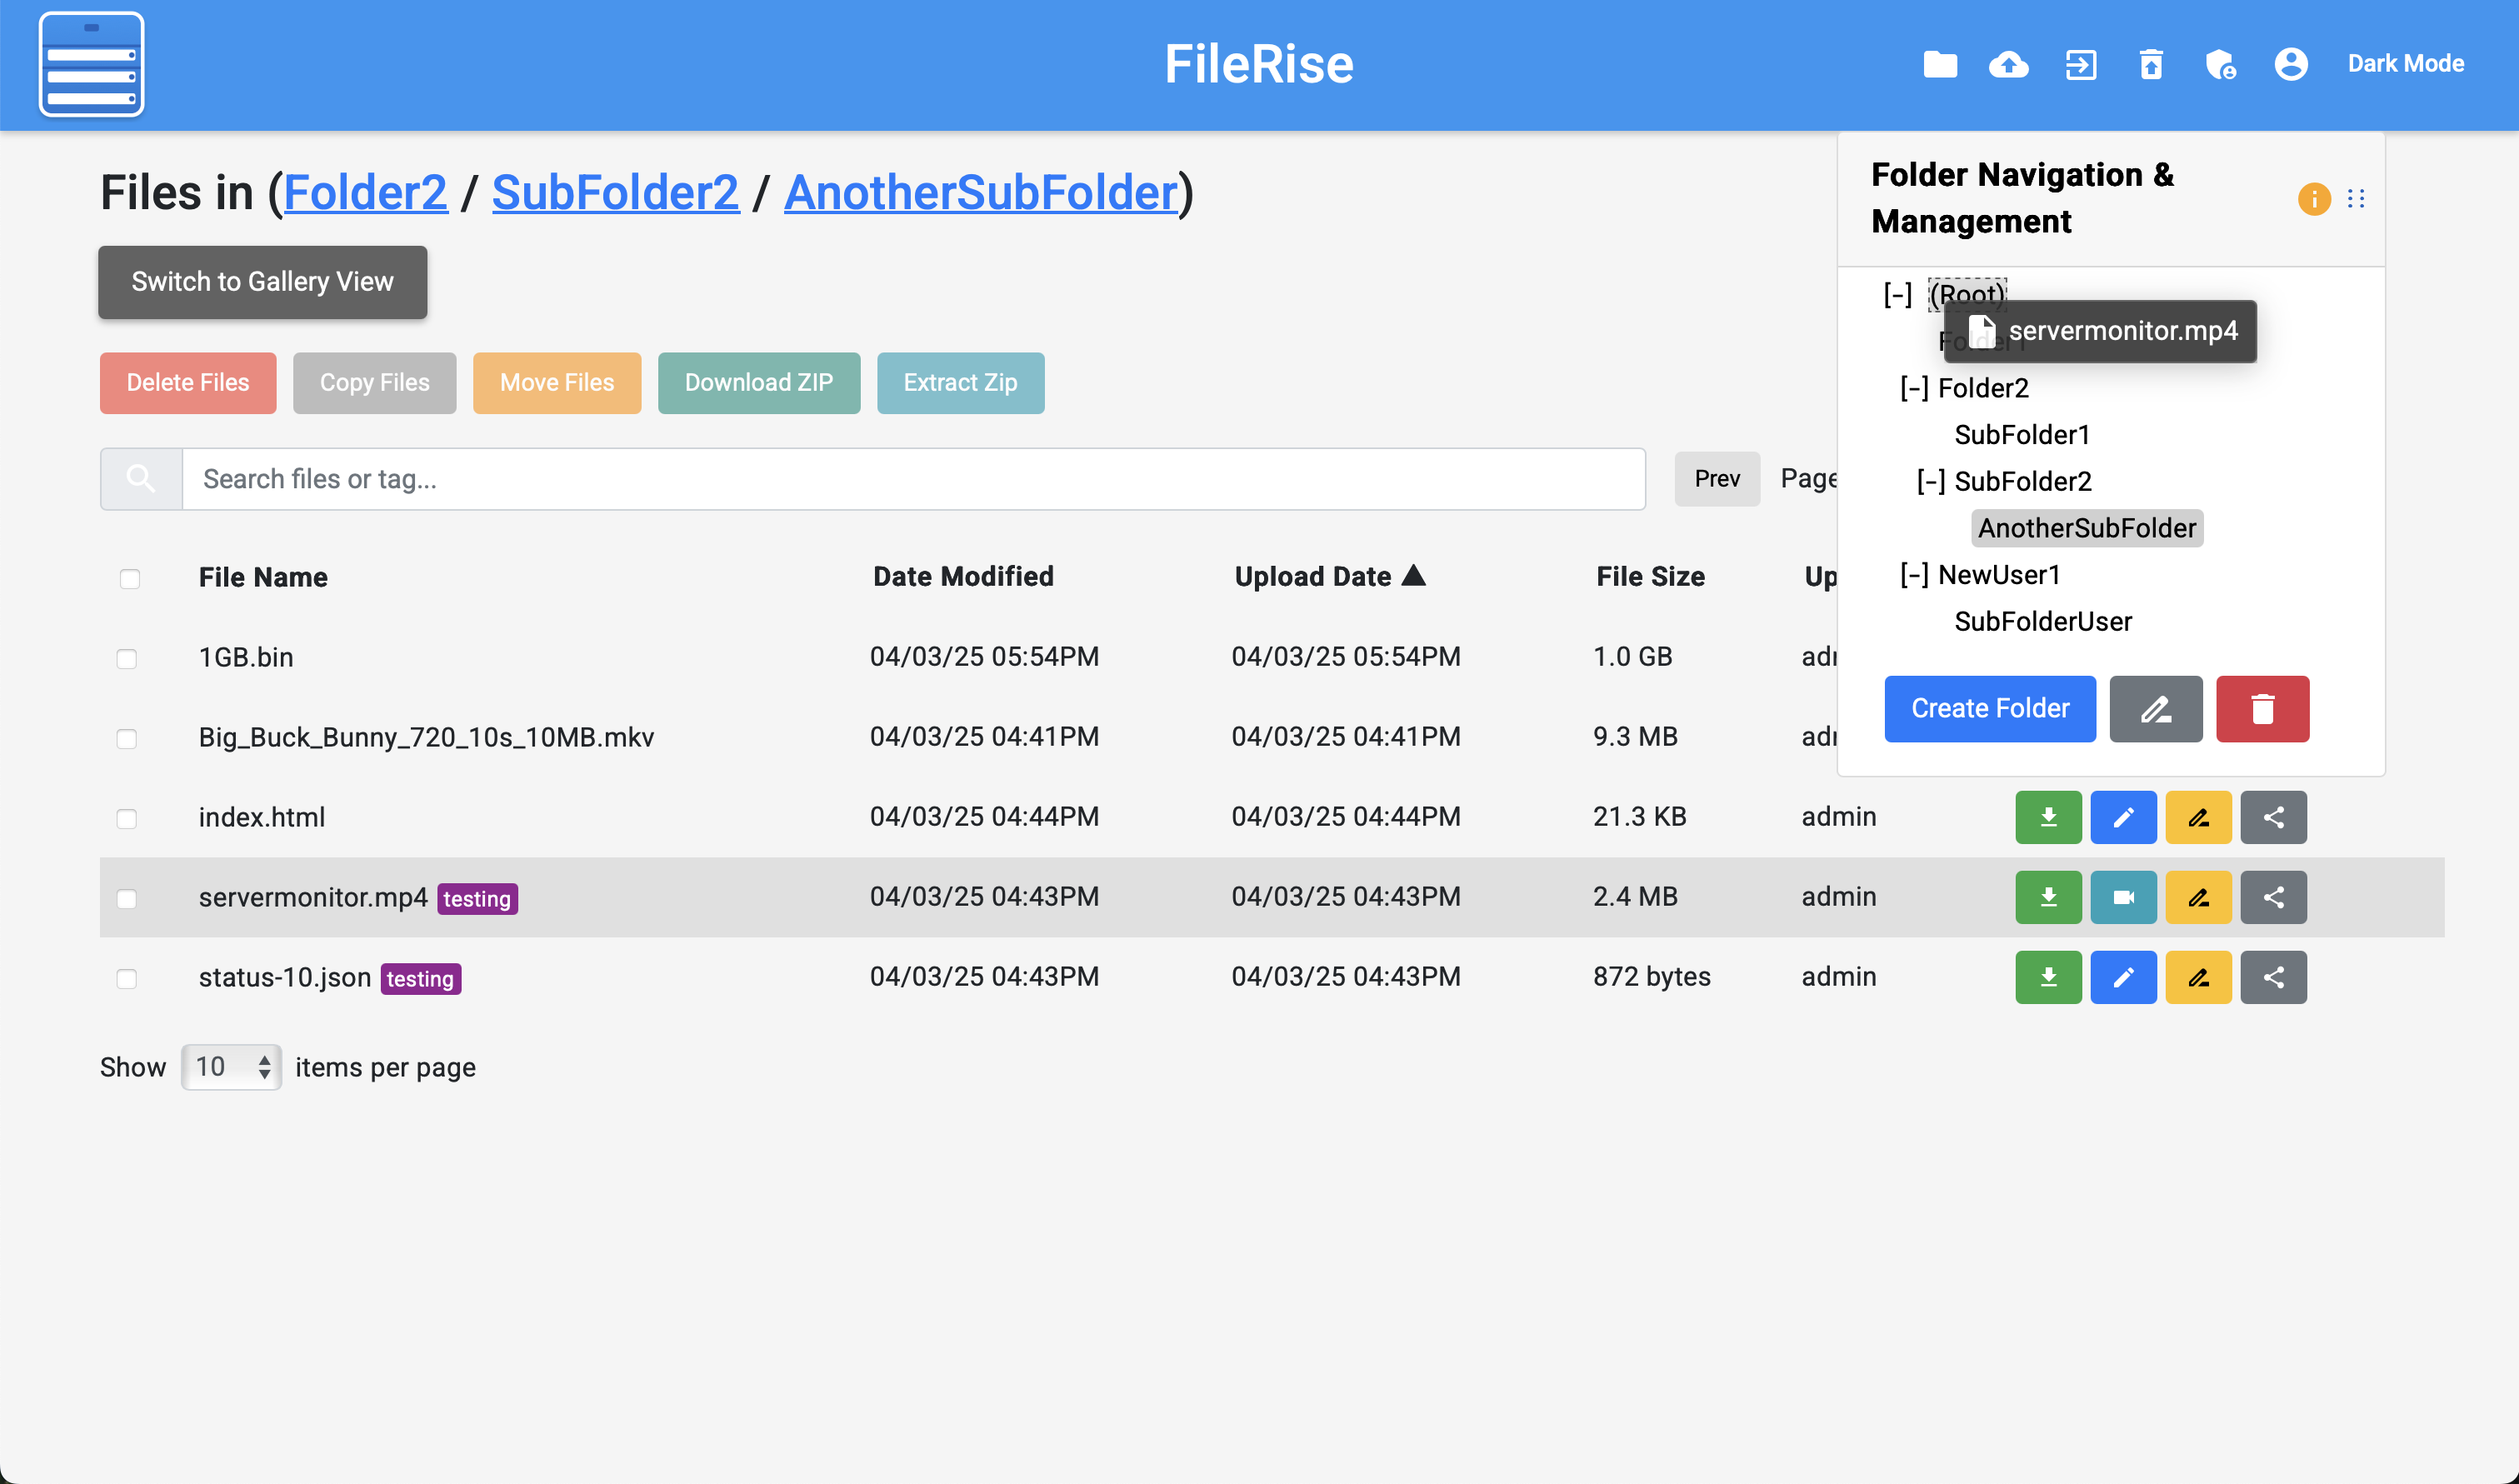 FileRise
Dark Mode
Files in (Folder2 / SubFolder2 / AnotherSubFolder)
Switch to Gallery View
Delete Files
Copy Files
Move Files
Download ZIP
Extract Zip
Search files or tag...
Prev
Page
File Name
Date Modified
Upload Date ▲
File Size
Up
1GB.bin
04/03/25 05:54PM
04/03/25 05:54PM
1.0 GB
Big_Buck_Bunny_720_10s_10MB.mkv
04/03/25 04:41PM
04/03/25 04:41PM
9.3 MB
index.html
04/03/25 04:44PM
04/03/25 04:44PM
21.3 KB
admin
servermonitor.mp4 testing
04/03/25 04:43PM
04/03/25 04:43PM
2.4 MB
admin
status-10.json testing
04/03/25 04:43PM
04/03/25 04:43PM
872 bytes
admin
Show 10 items per page
Folder Navigation &
Management
[-] (Root)
servermonitor.mp4
Folder1
[-] Folder2
SubFolder1
[-] SubFolder2
AnotherSubFolder
[-] NewUser1
SubFolderUser
Create Folder